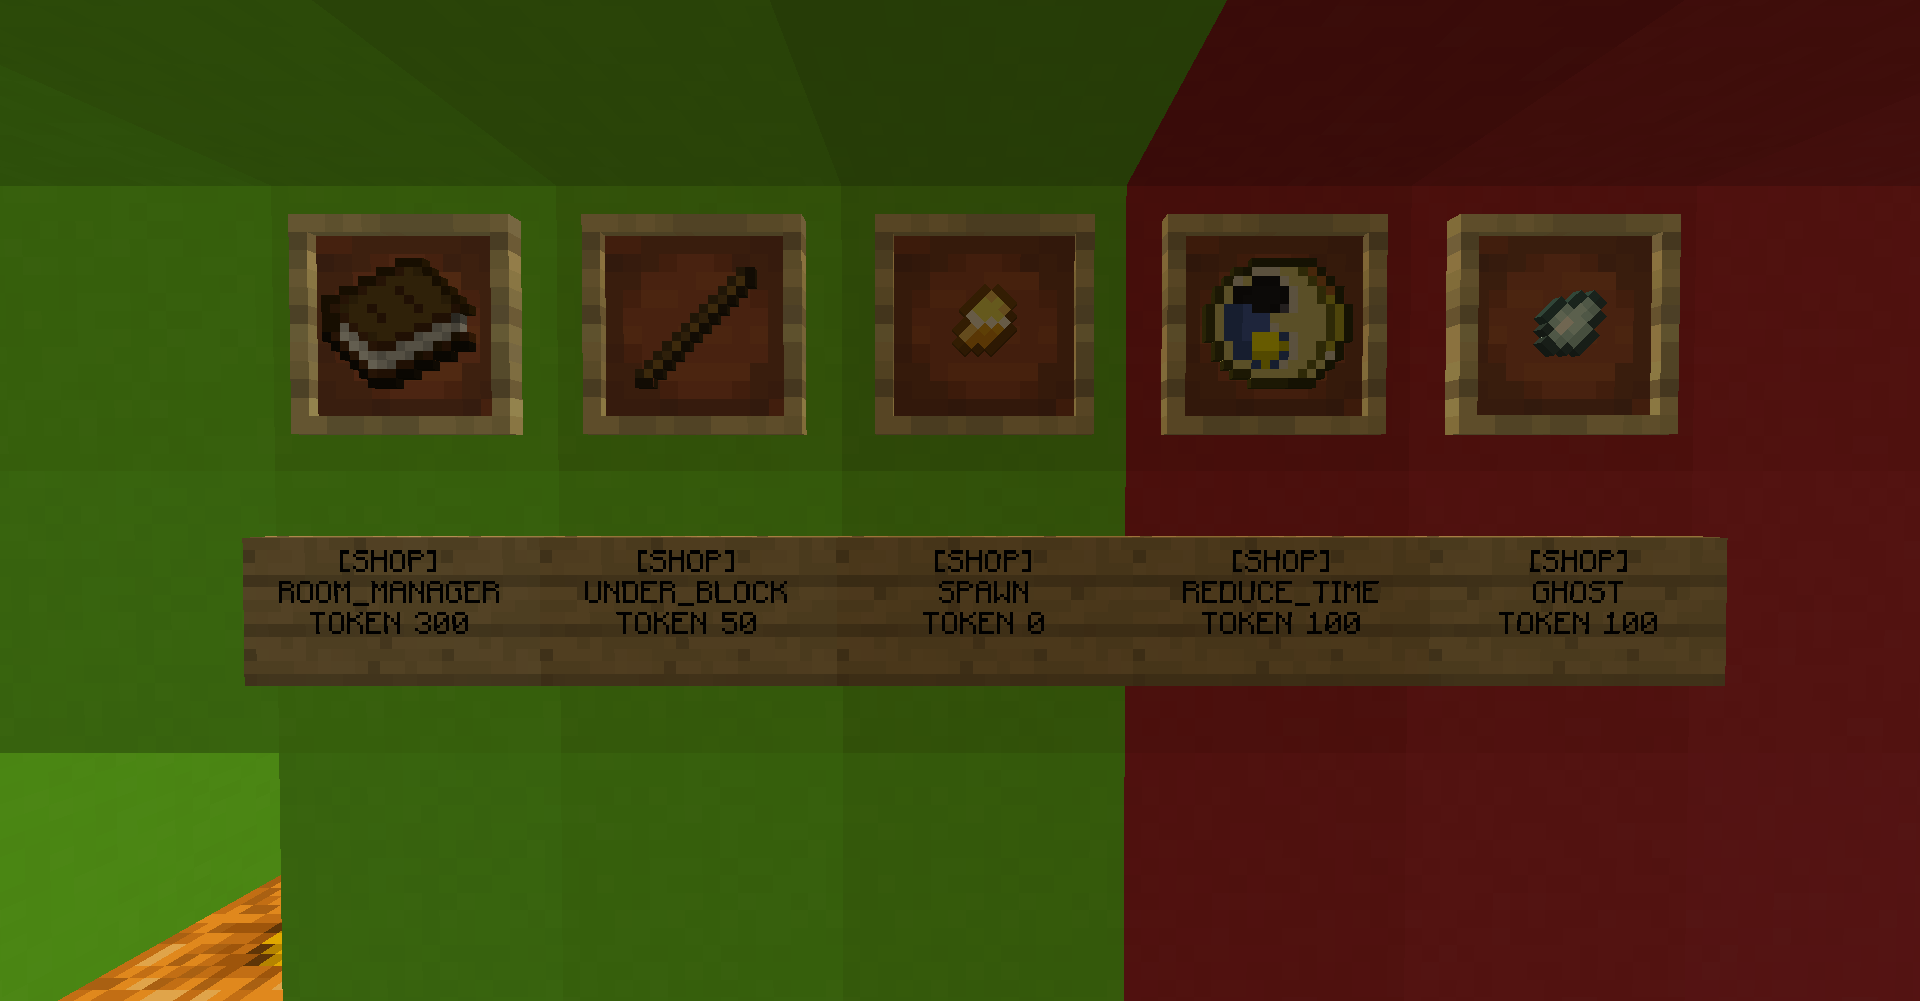 [SHOP]
ROOM_MANAGER
TOKEN 300
[SHOP]
UNDER_BLOCK
TOKEN 50
[SHOP]
SPAWN
TOKEN 0
[SHOP]
REDUCE_TIME
TOKEN 100
[SHOP]
GHOST
TOKEN 100